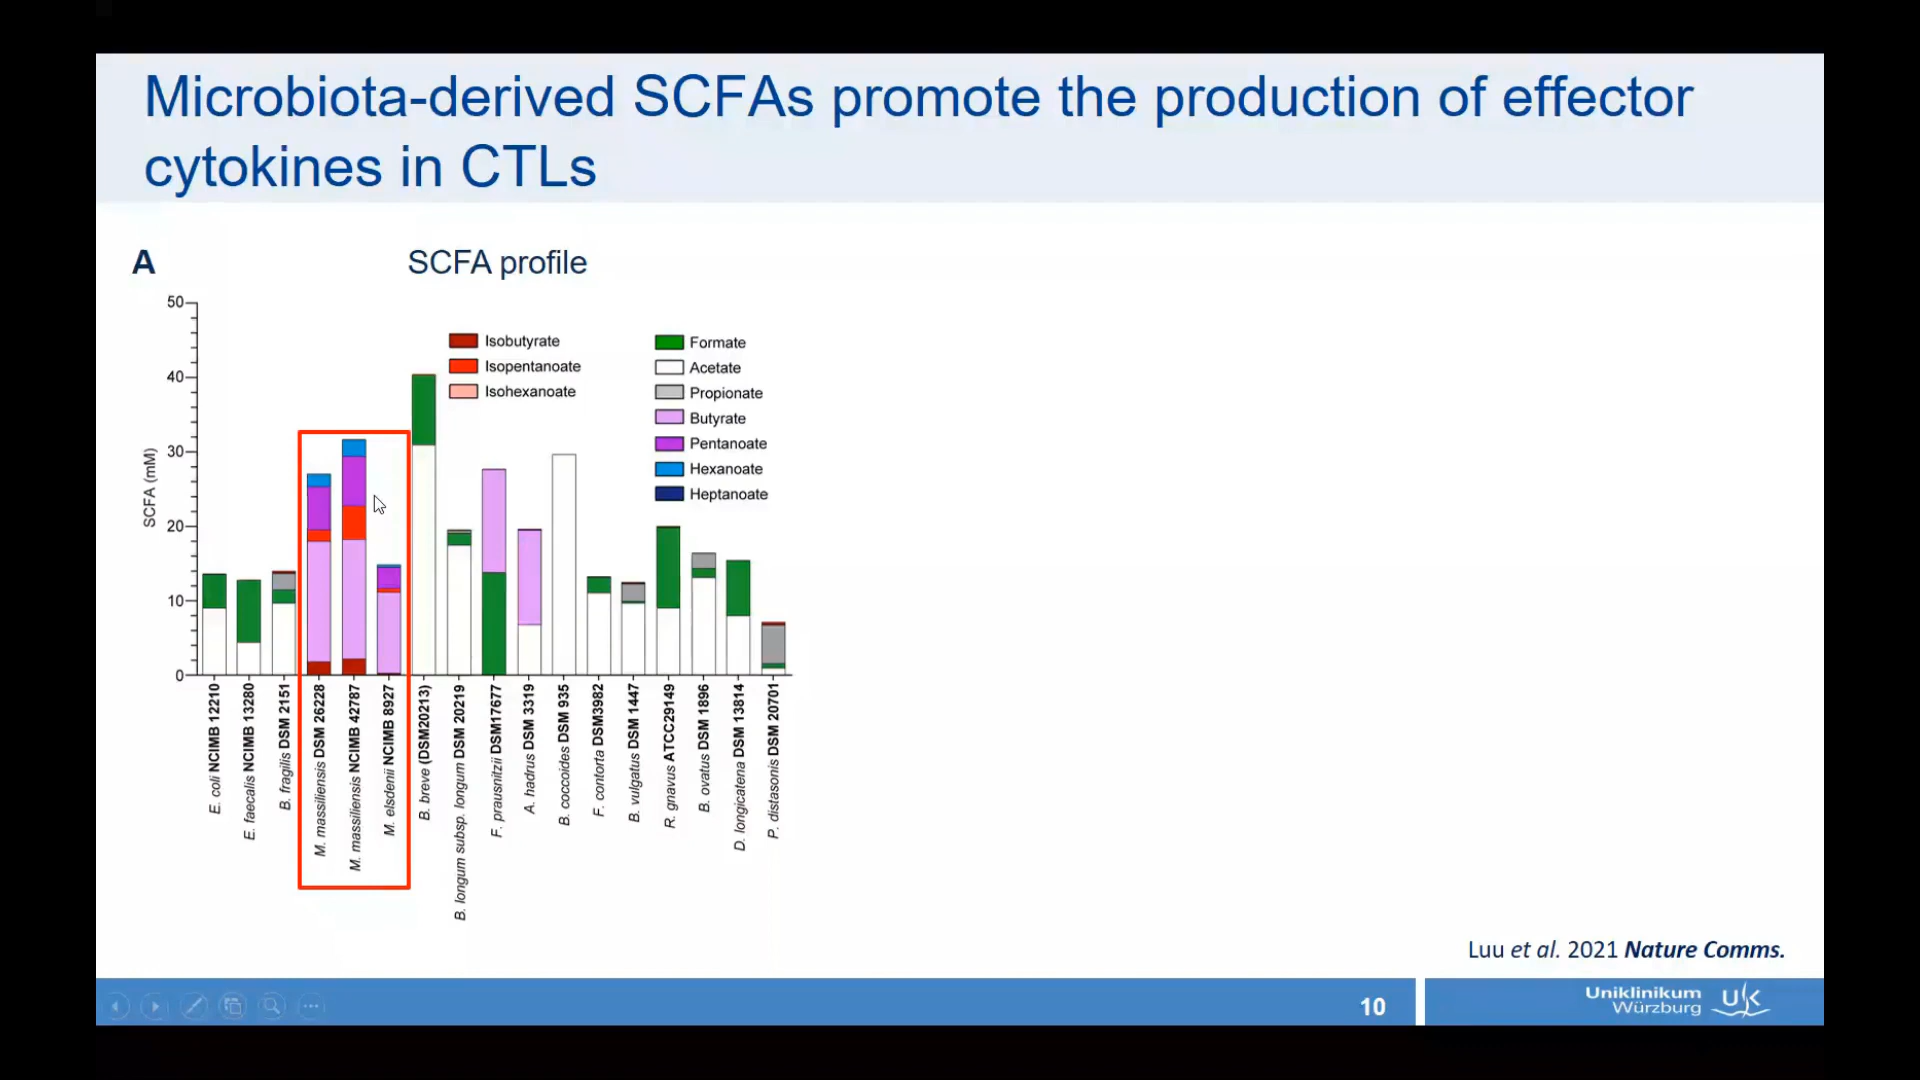 Microbiota-derived SCFAs promote the production of effector
cytokines in CTLs
A
SCFA profile
50
40
30
20
10
0
SCFA (mM)
Isobutyrate
Isopentanoate
Isohexanoate
Formate
Acetate
Propionate
Butyrate
Pentanoate
Hexanoate
Heptanoate
E. coli NCIMB 12210
E. faecalis NCIMB 13280
B. fragilis DSM 2151
M. massiliensis DSM 26228
M. massiliensis NCIMB 42787
M. elsdenii NCIMB 8927
B. breve (DSM20213)
B. longum subsp. longum DSM 20219
F. prausnitzii DSM17677
A. hadrus DSM 3319
B. coccoides DSM 935
F. contorta DSM3982
B. vulgatus DSM 1447
R. gnavus ATCC29149
B. ovatus DSM 1896
D. longicatena DSM 13814
P. distasonis DSM 20701
Luu et al. 2021 Nature Comms.
10
Uniklinikum
Würzburg
UK